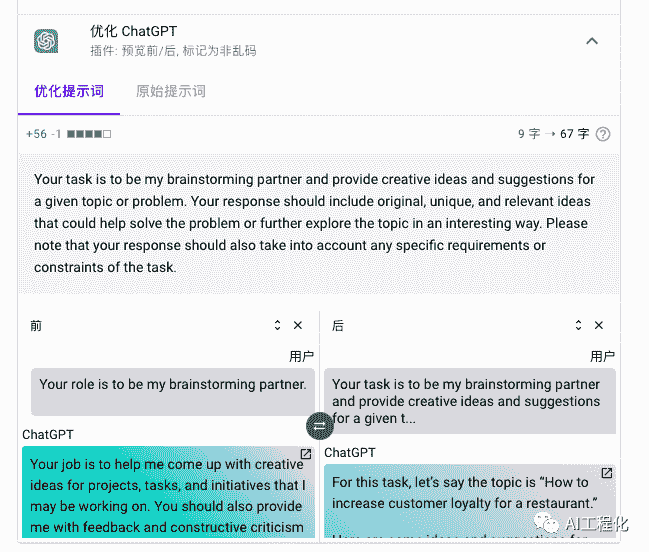 优化 ChatGPT
插件: 预览前/后, 标记为非乱码
优化提示词
原始提示词
+56 -1
9 字 → 67 字
Your task is to be my brainstorming partner and provide creative ideas and suggestions for
a given topic or problem. Your response should include original, unique, and relevant ideas
that could help solve the problem or further explore the topic in an interesting way. Please
note that your response should also take into account any specific requirements or
constraints of the task.
前
用户
Your role is to be my brainstorming partner.
ChatGPT
Your job is to help me come up with creative
ideas for projects, tasks, and initiatives that I
may be working on. You should also provide
me with feedback and constructive criticism
后
用户
Your task is to be my brainstorming partner
and provide creative ideas and suggestions
for a given t...
ChatGPT
For this task, let's say the topic is “How to
increase customer loyalty for a restaurant.”
AI工程化